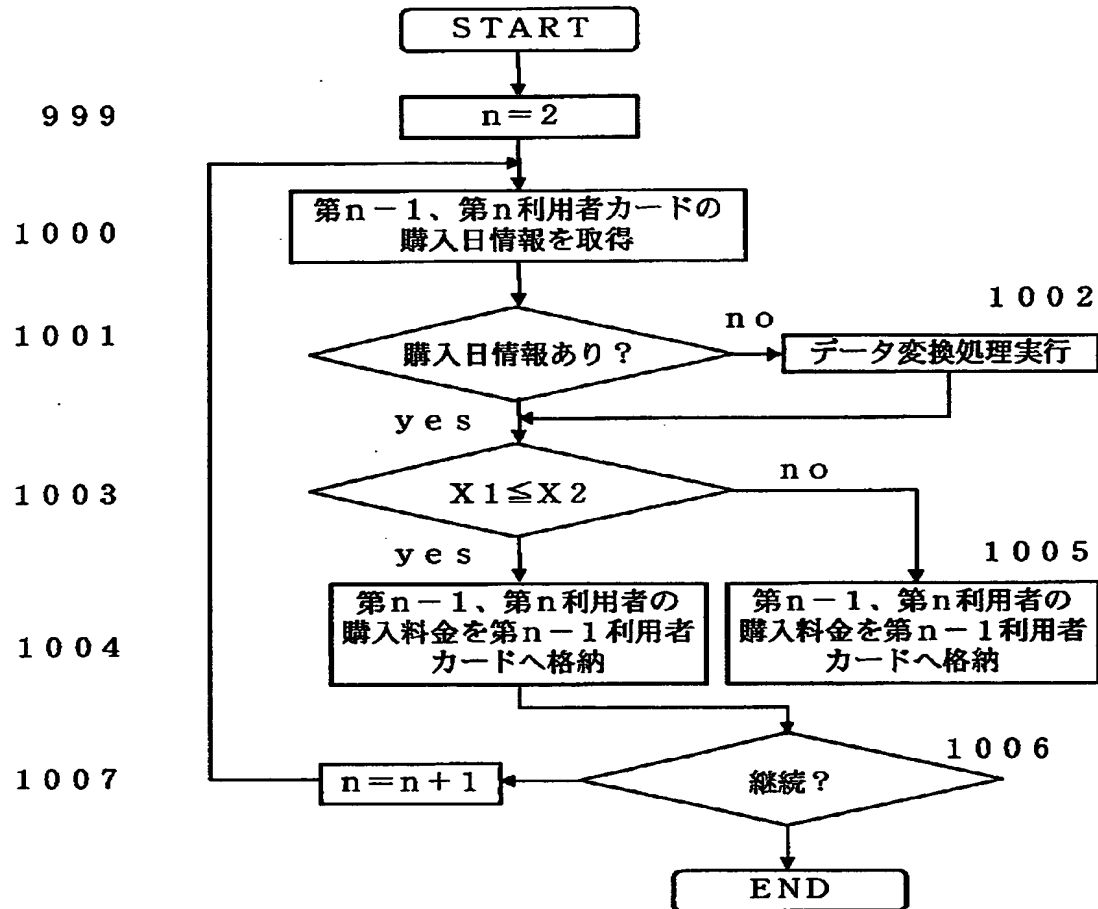 START
999
n=2
1000
第n-1、第n利用者カードの
購入日情報を取得
1001
購入日情報あり?
no
1002
データ変換処理実行
yes
1003
X1≦X2
no
yes
1004
第n-1、第n利用者の
購入料金を第n-1利用者
カードへ格納
1005
第n-1、第n利用者の
購入料金を第n-1利用者
カードへ格納
1006
継続?
1007
n=n+1
END